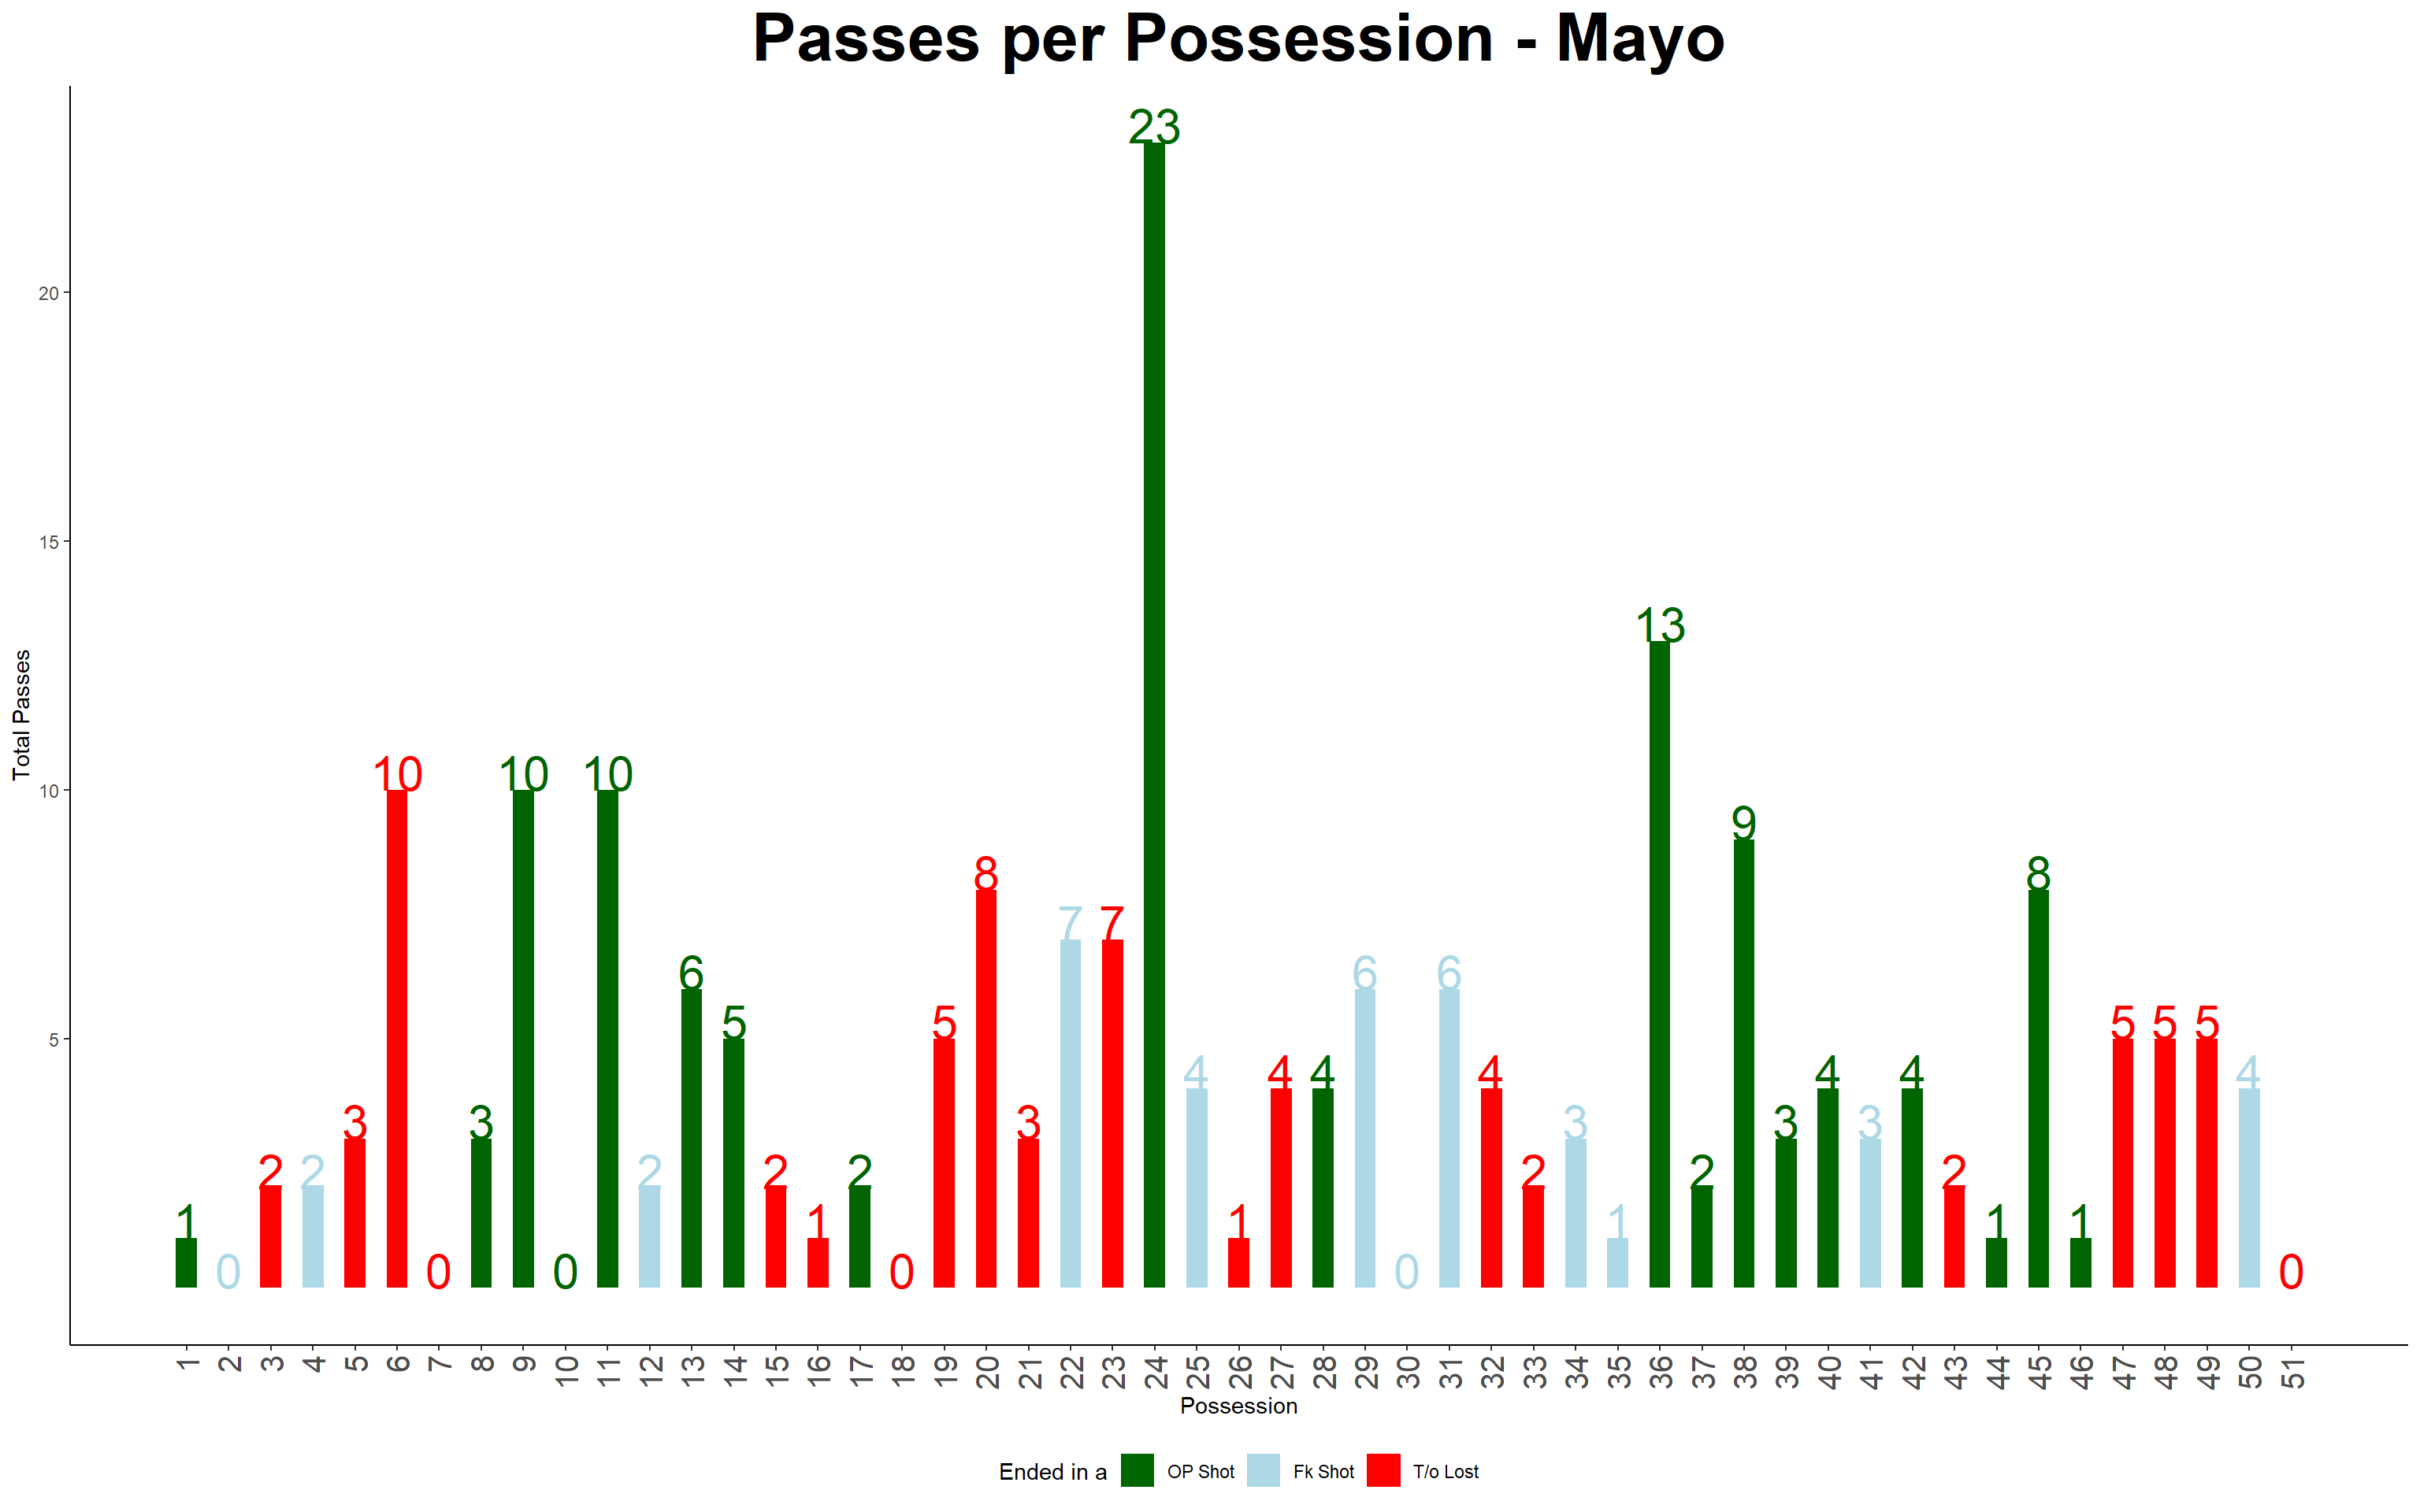 Passes per Possession - Mayo
Total Passes
20
15
10
5
1 0 2 2 3 10 0 3 10 0 10 2 6 5 2 1 2 0 5 8 3 7 7 23 4 1 4 4 6 0 6 4 2 3 1 13 2 9 3 4 3 4 2 1 8 1 5 5 5 4 0
1 2 3 4 5 6 7 8 9 10 11 12 13 14 15 16 17 18 19 20 21 22 23 24 25 26 27 28 29 30 31 32 33 34 35 36 37 38 39 40 41 42 43 44 45 46 47 48 49 50 51
Possession
Ended in a OP Shot Fk Shot T/o Lost